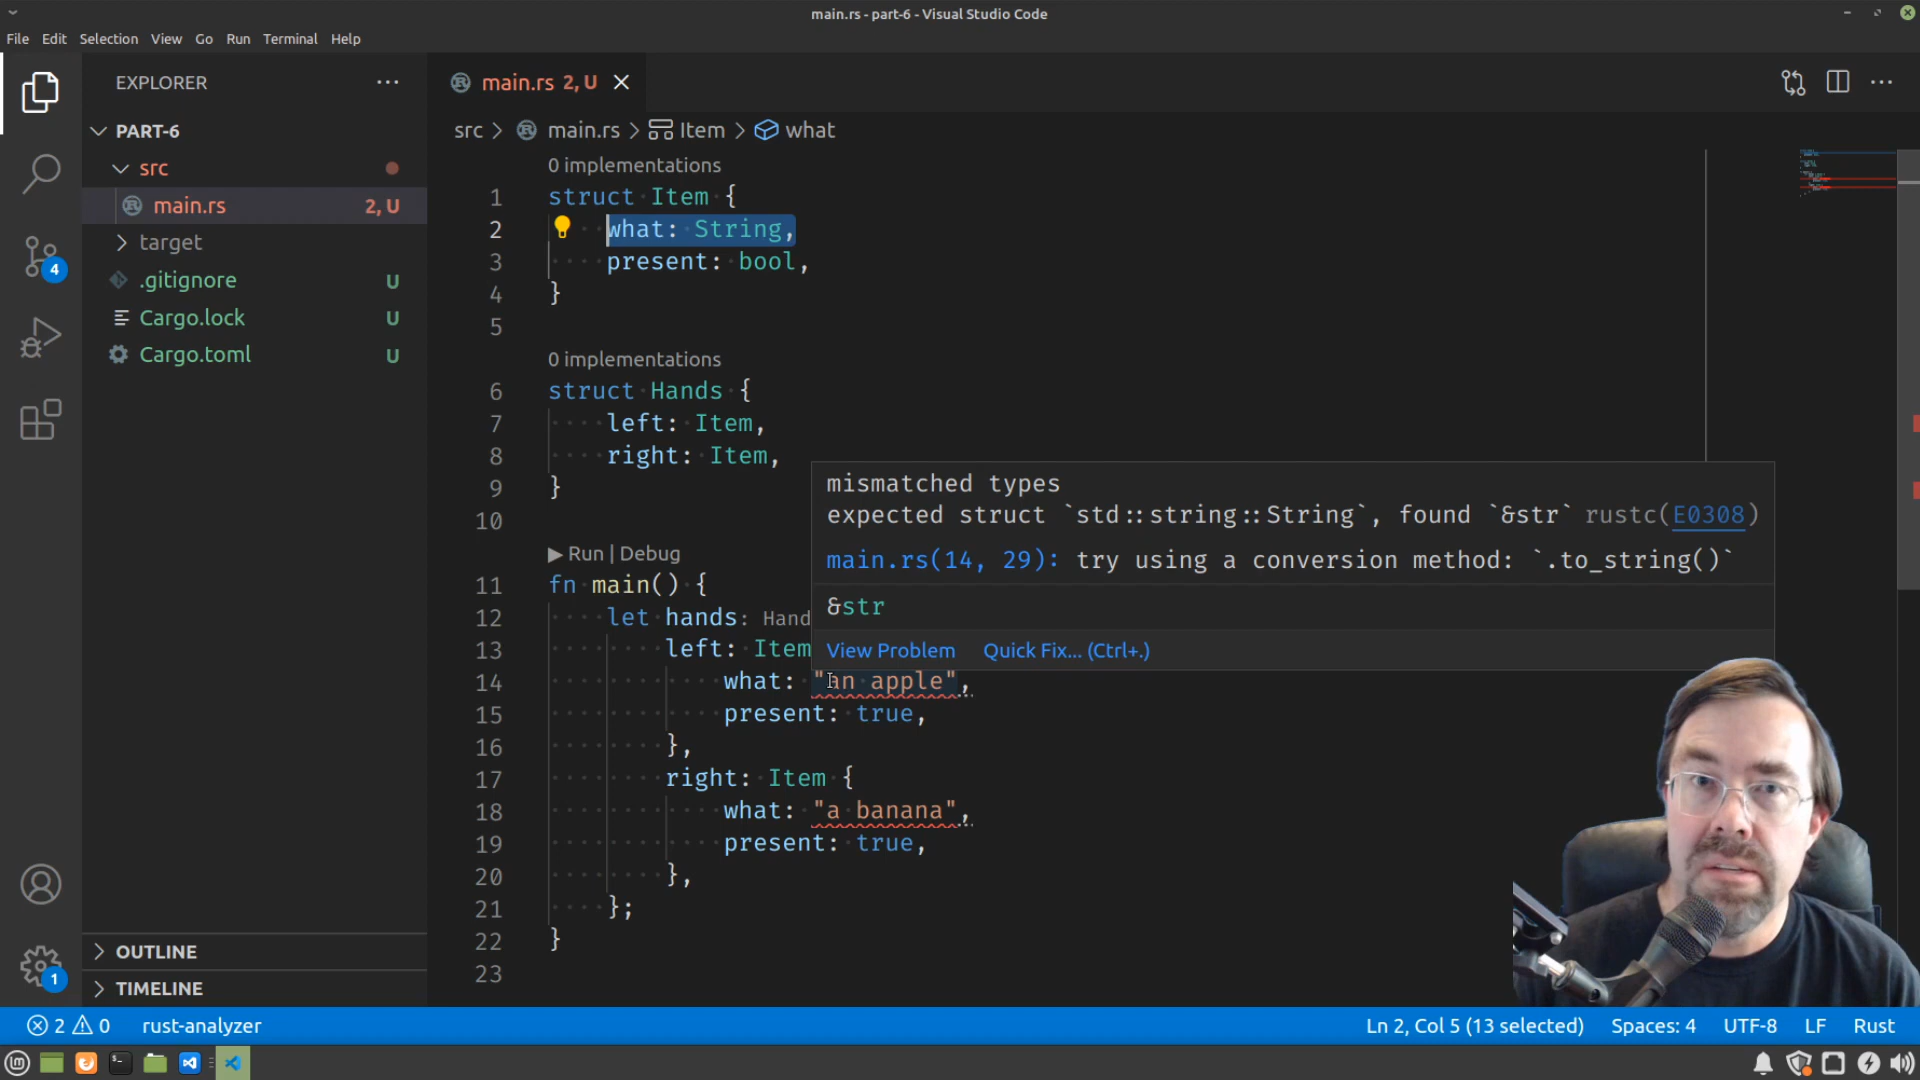 main.rs - part-6 - Visual Studio Code
File Edit Selection View Go Run Terminal Help
EXPLORER
PART-6
src
main.rs 2, U
target
.gitignore U
Cargo.lock U
Cargo.toml U
OUTLINE
TIMELINE
4
1
main.rs 2, U
src > main.rs > Item > what
0 implementations
1 struct Item {
2 what: String,
3 present: bool,
4 }
5
0 implementations
6 struct Hands {
7 left: Item,
8 right: Item,
9 }
10
Run | Debug
11 fn main() {
12 let hands: Hand
13 left: Item
14 what: "an apple",
15 present: true,
16 },
17 right: Item {
18 what: "a banana",
19 present: true,
20 },
21 };
22 }
23
mismatched types
expected struct `std::string::String`, found `&str` rustc(E0308)
main.rs(14, 29): try using a conversion method: `.to_string()`
&str
View Problem Quick Fix... (Ctrl+.)
2 0 rust-analyzer
Ln 2, Col 5 (13 selected) Spaces: 4 UTF-8 LF Rust